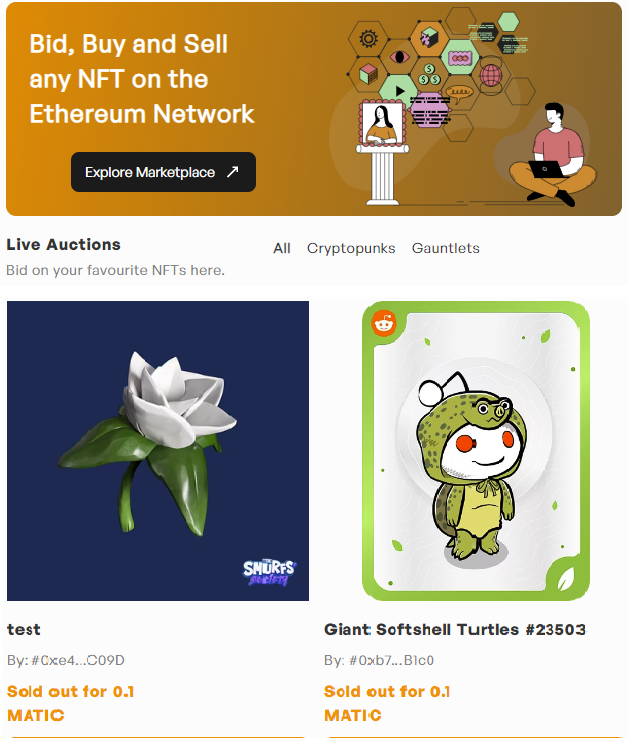 Bid, Buy and Sell
any NFT on the
Ethereum Network
Explore Marketplace
Live Auctions
All Cryptopunks Gauntlets
Bid on your favourite NFTs here.
THE
SMURFS
SOCIETY
test
Giant Softshell Turtles #23503
By: #0xe4...C09D
By: #0xb7...B1c0
Sold out for 0.1
MATIC
Sold out for 0.1
MATIC